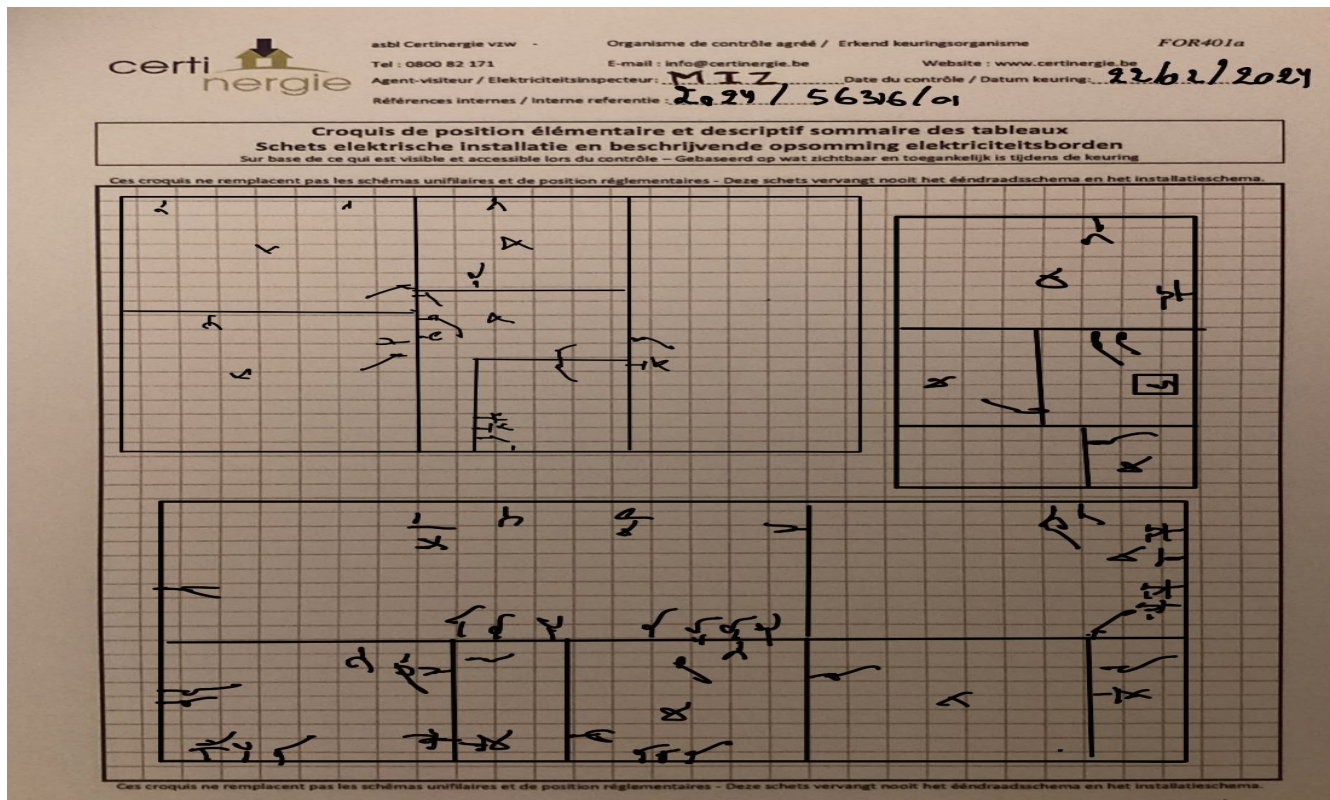 certinergie
asbl Certinergie vzw - Organisme de contrôle agréé / Erkend keuringsorganisme FOR401a
Tel : 0800 82 171 E-mail : info@certinergie.be Website : www.certinergie.be
Agent-visiteur / Elektriciteitsinspecteur : MIZ Date du contrôle / Datum keuring: 22/02/2024
Références internes / Interne referentie :
Croquis de position élémentaire et descriptif sommaire des tableaux
Schets elektrische installatie en beschrijvende opsomming elektriciteitsborden
Sur base de ce qui est visible et accessible lors du contrôle – Gebaseerd op wat zichtbaar en toegankelijk is tijdens de keuring
Ces croquis ne remplacent pas les schémas unifilaires et de position réglementaires - Deze schets vervangt nooit het ééndraadsschema en het installatieschema.
Ces croquis ne remplacent pas les schémas unifilaires et de position réglementaires - Deze schets vervangt nooit het ééndraadsschema en het installatieschema.